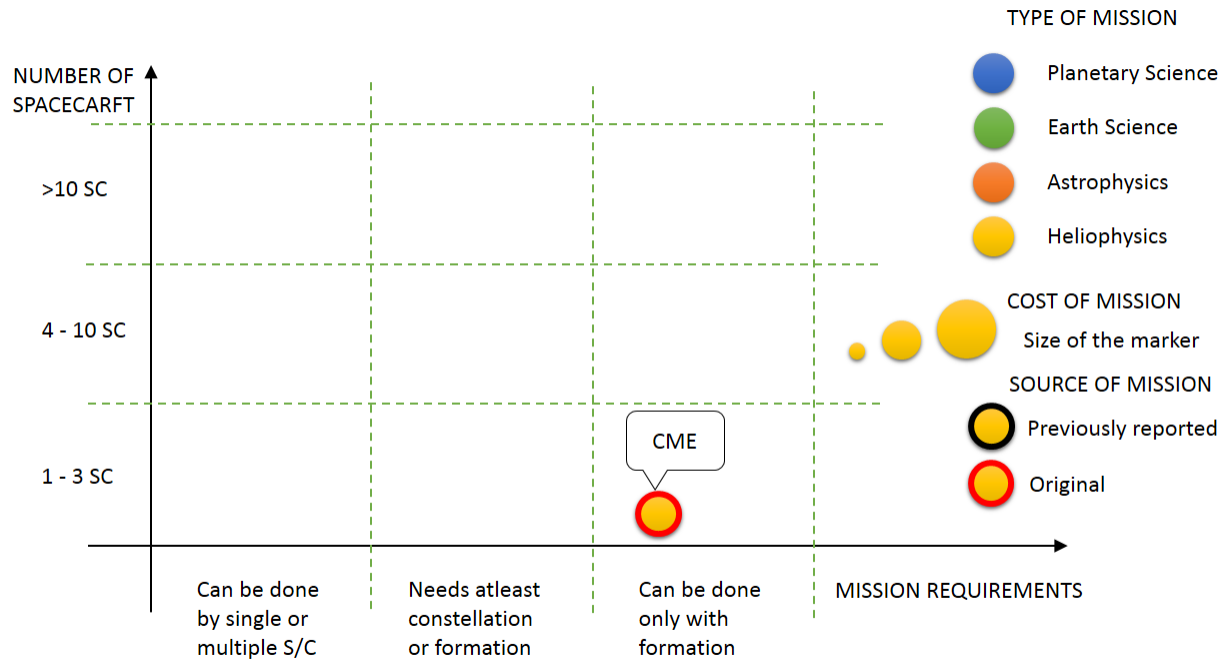 TYPE OF MISSION
NUMBER OF
SPACECARFT
Planetary Science
Earth Science
>10 SC
Astrophysics
Heliophysics
COST OF MISSION
4 - 10 SC
Size of the marker
SOURCE OF MISSION
Previously reported
CME
1 - 3 SC
Original
Can be done
by single or
multiple S/C
Needs atleast
constellation
or formation
Can be done
only with
formation
MISSION REQUIREMENTS